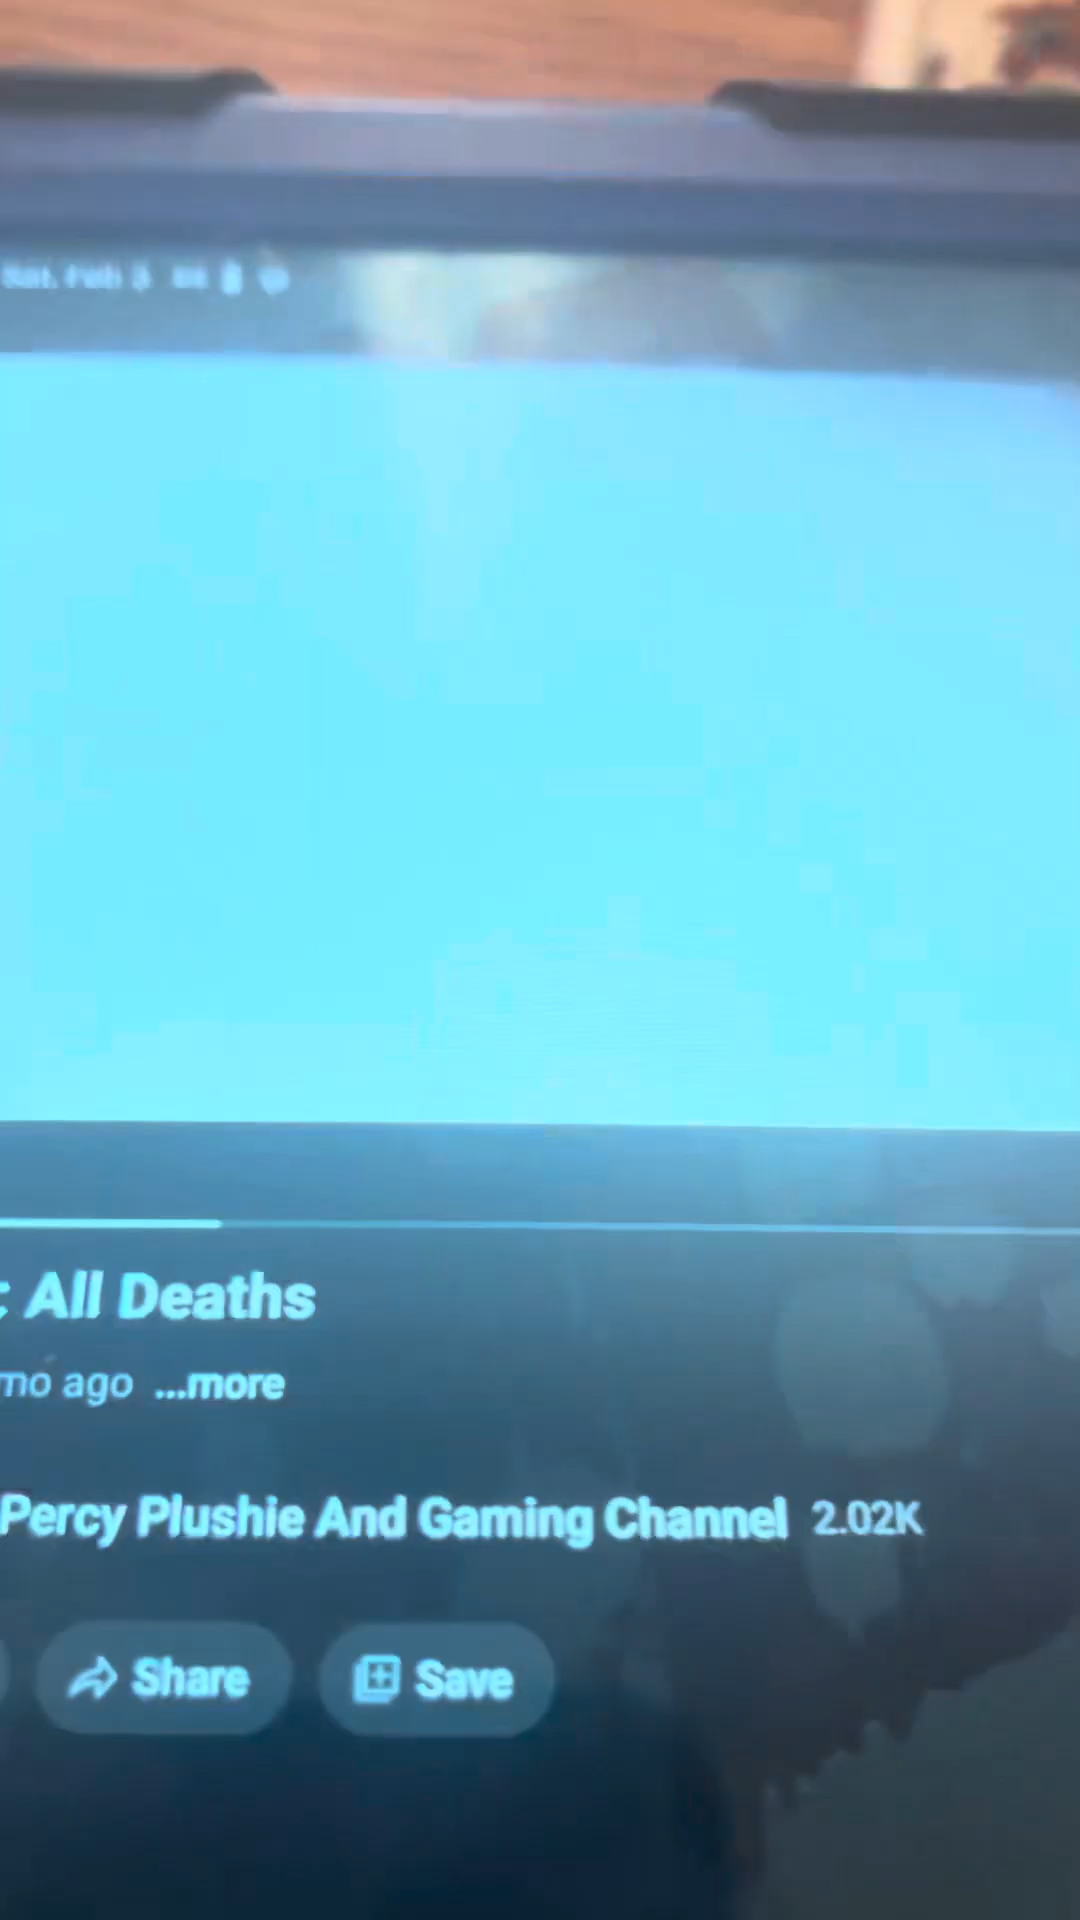 : All Deaths
mo ago ...more
Percy Plushie And Gaming Channel 2.02K
Share Save